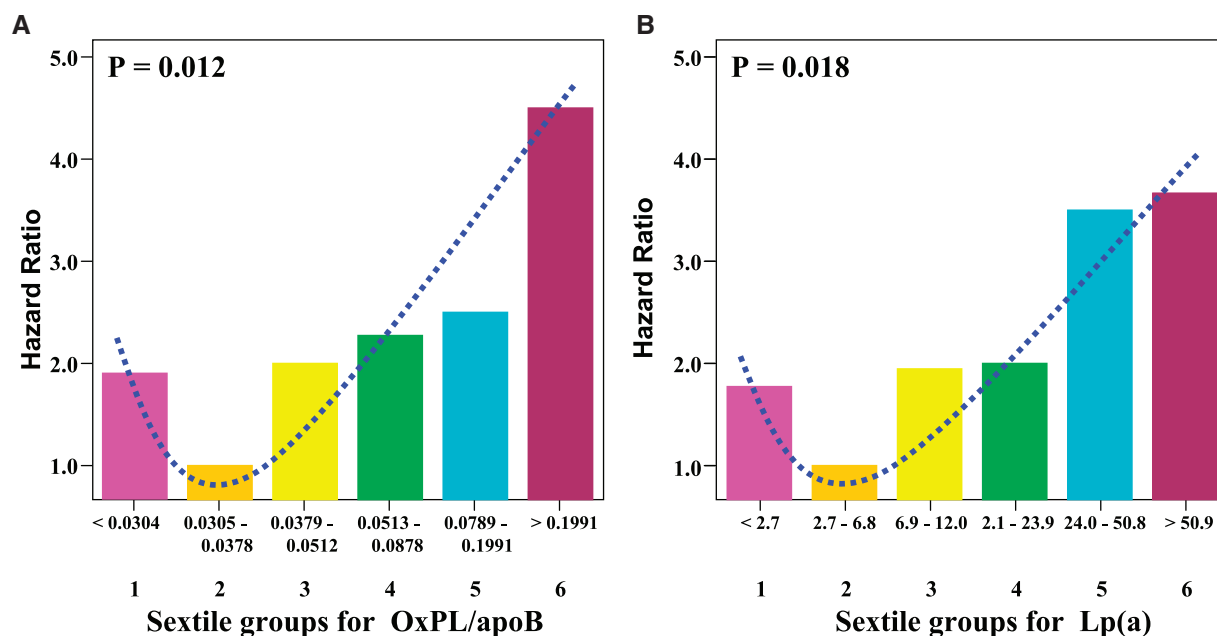 A
P = 0.012
Hazard Ratio
5.0
4.0
3.0
2.0
1.0
< 0.0304
0.0305 -
0.0378
0.0379 -
0.0512
0.0513 -
0.0878
0.0789 -
0.1991
> 0.1991
1 2 3 4 5 6
Sextile groups for OxPL/apoB
B
P = 0.018
Hazard Ratio
5.0
4.0
3.0
2.0
1.0
< 2.7 2.7 - 6.8 6.9 - 12.0 2.1 - 23.9 24.0 - 50.8 > 50.9
1 2 3 4 5 6
Sextile groups for Lp(a)